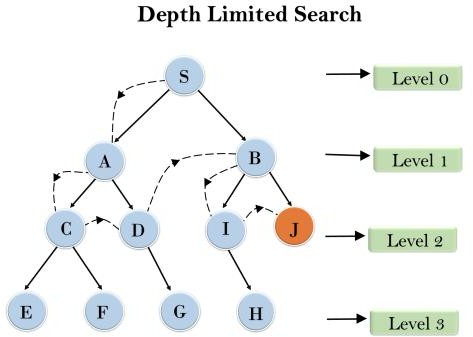 Depth Limited Search
S
Level 0
A
B
Level 1
C
D
I
J
Level 2
E
F
G
H
Level 3